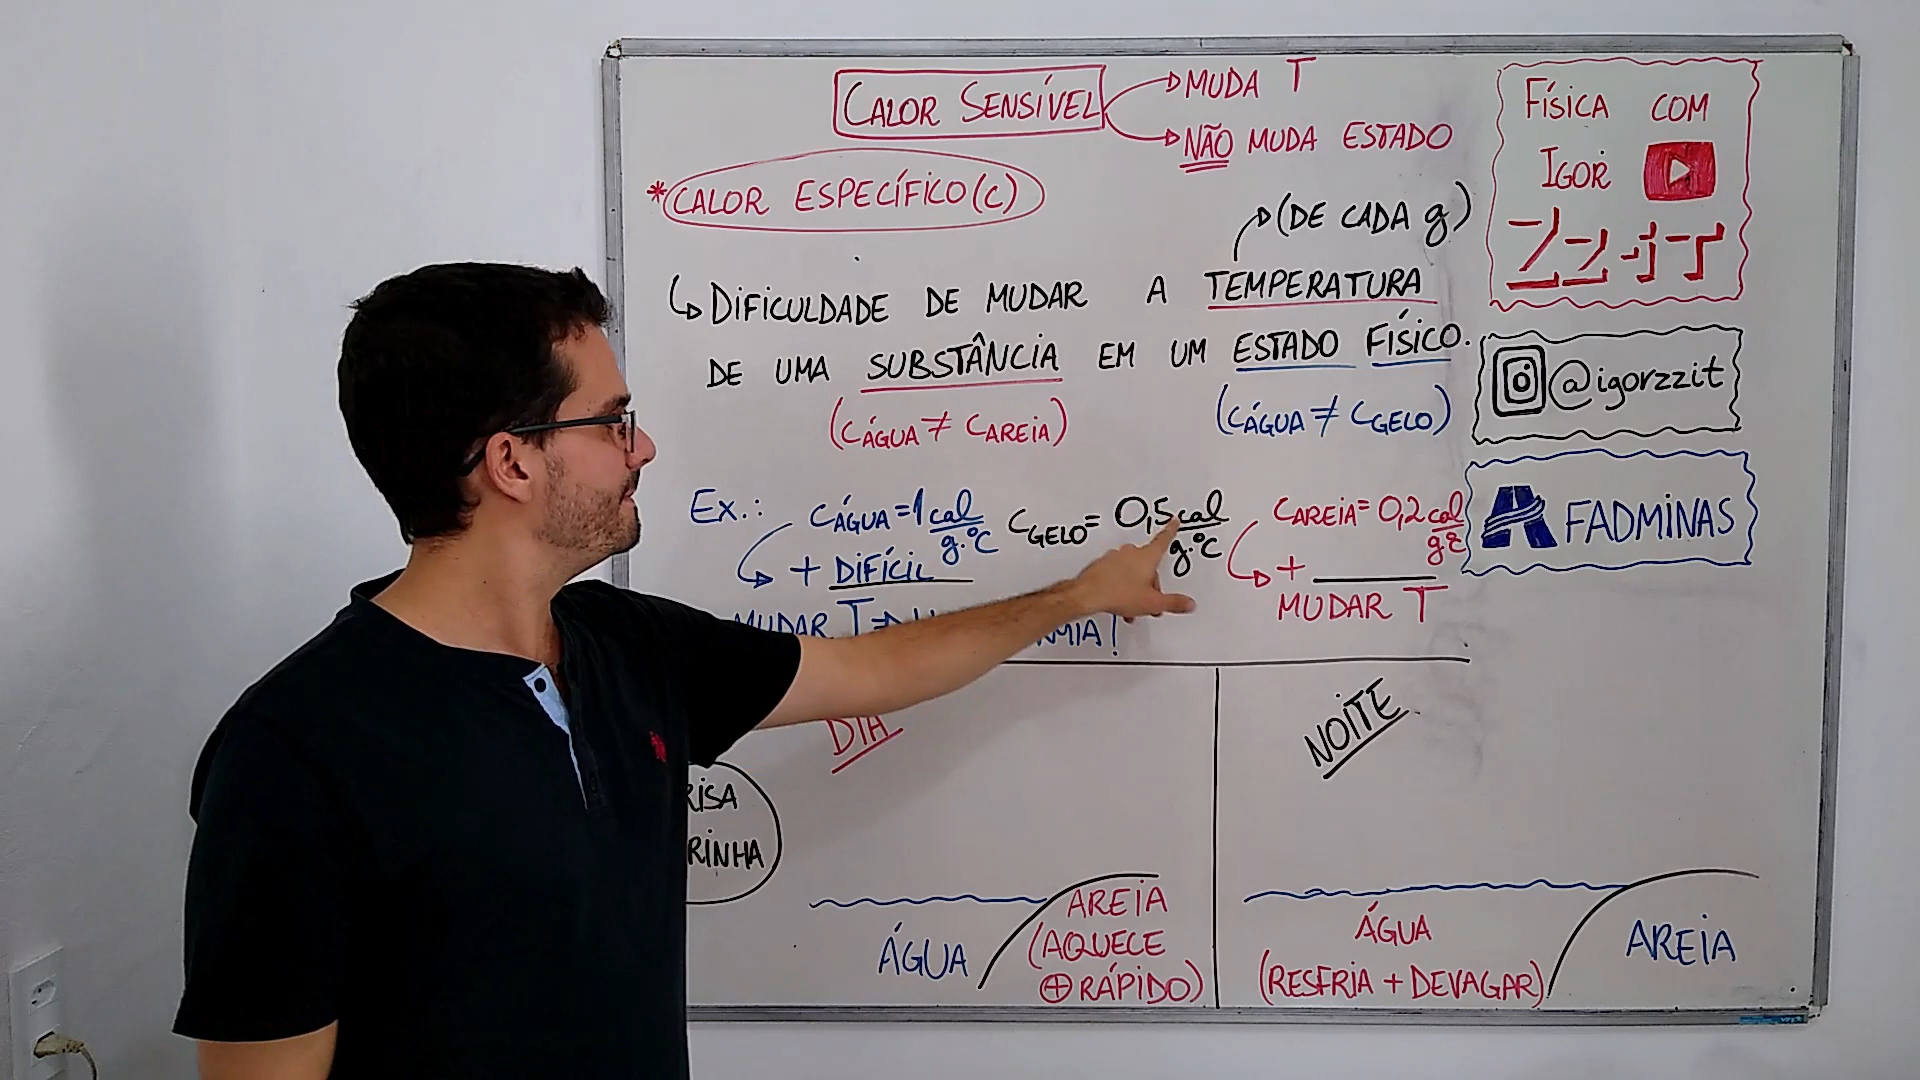 CALOR SENSÍVEL
MUDA T
NÃO MUDA ESTADO
*CALOR ESPECÍFICO (C)
(DE CADA g)
DIFICULDADE DE MUDAR A TEMPERATURA
DE UMA SUBSTÂNCIA EM UM ESTADO FÍSICO.
(CÁGUA ≠ CAREIA)
(CÁGUA ≠ CGELO)
Ex.: CÁGUA = 1 cal/g.°C CGELO = 0,5 cal/g.°C CAREIA = 0,2 cal/g°C
+ DIFÍCIL
MUDAR T
+ ______
MUDAR T
DIA
ÁGUA
AREIA
(AQUECE
⊕ RÁPIDO)
NOITE
ÁGUA
(RESFRIA + DEVAGAR)
AREIA
FÍSICA COM
IGOR
@igorzzit
FADMINAS